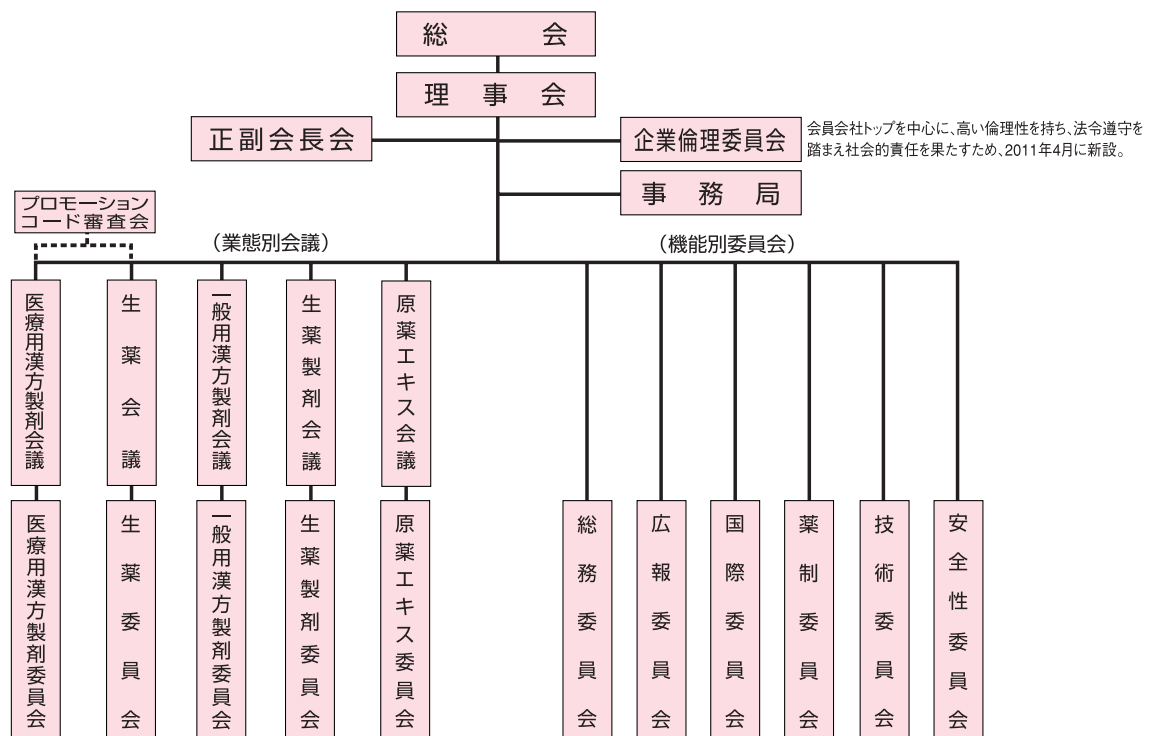 総会
理事会
正副会長会
企業倫理委員会
会員会社トップを中心に、高い倫理性を持ち、法令遵守を
踏まえ社会的責任を果たすため、2011年4月に新設。
事務局
プロモーション
コード審査会
（業態別会議）
（機能別委員会）
医療用漢方製剤会議
生薬会議
一般用漢方製剤会議
生薬製剤会議
原薬エキス会議
医療用漢方製剤委員会
生薬委員会
一般用漢方製剤委員会
生薬製剤委員会
原薬エキス委員会
総務委員会
広報委員会
国際委員会
薬制委員会
技術委員会
安全性委員会